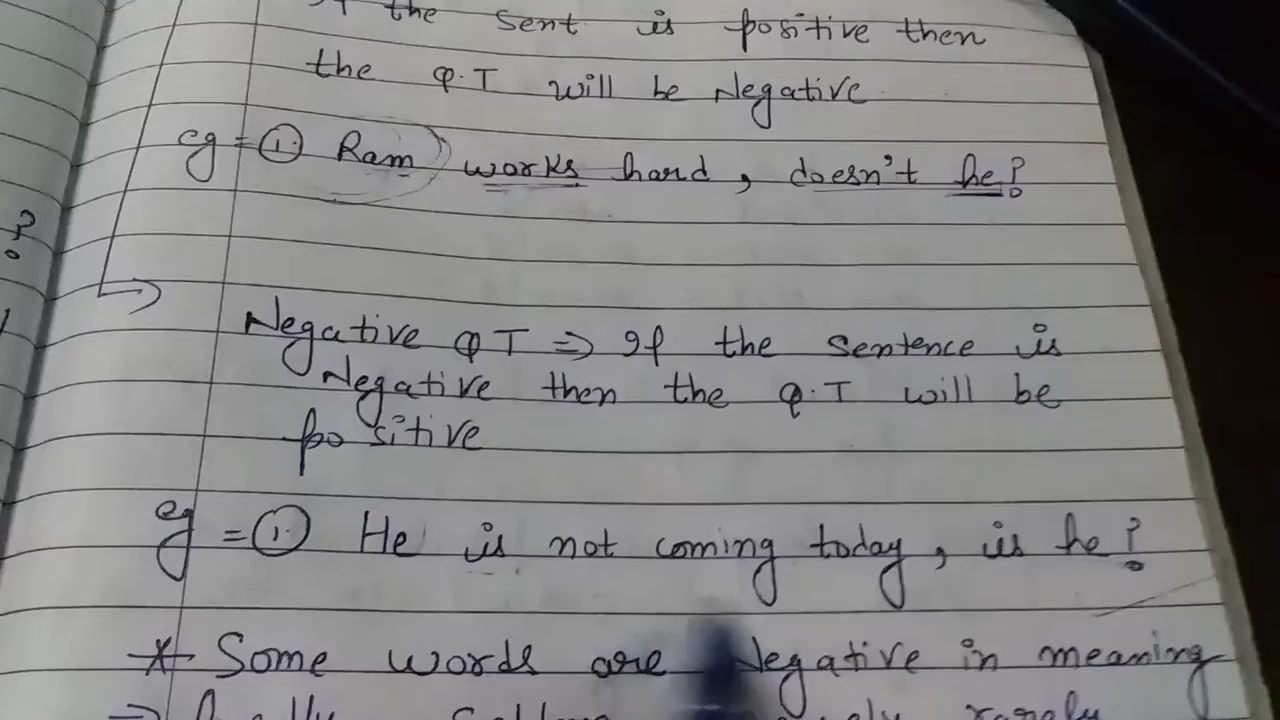 the sent is positive then
the Q.T will be Negative
eg = ① Ram works hard, doesn't he?
?
Negative QT ⇒ If the sentence is
Negative then the Q.T will be
positive
eg = ① He is not coming today, is he?
* Some words are Negative in meaning
⇒ rarely